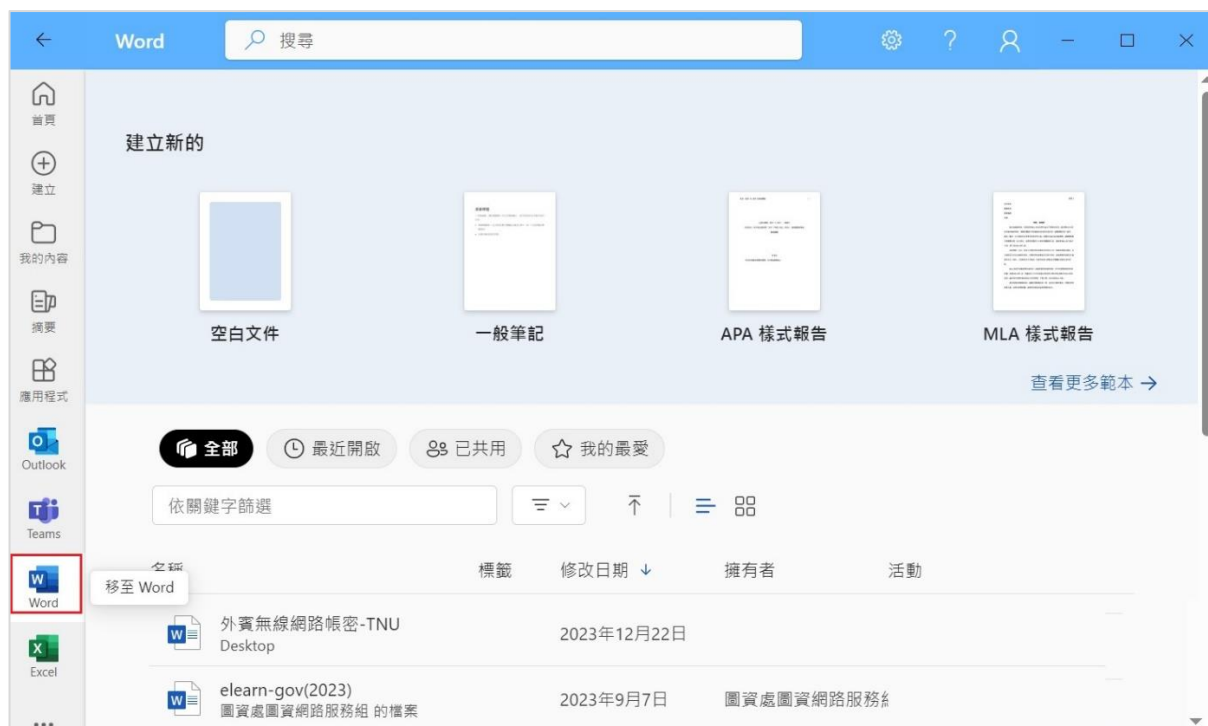 Word
搜尋
首頁
建立
我的內容
摘要
應用程式
Outlook
Teams
Word
移至 Word
Excel
建立新的
空白文件
一般筆記
APA 樣式報告
MLA 樣式報告
查看更多範本
全部
最近開啟
已共用
我的最愛
依關鍵字篩選
名稱 標籤 修改日期 擁有者 活動
外賓無線網路帳密-TNU
Desktop
2023年12月22日
elearn-gov(2023)
圖資處圖資網路服務組 的檔案
2023年9月7日
圖資處圖資網路服務